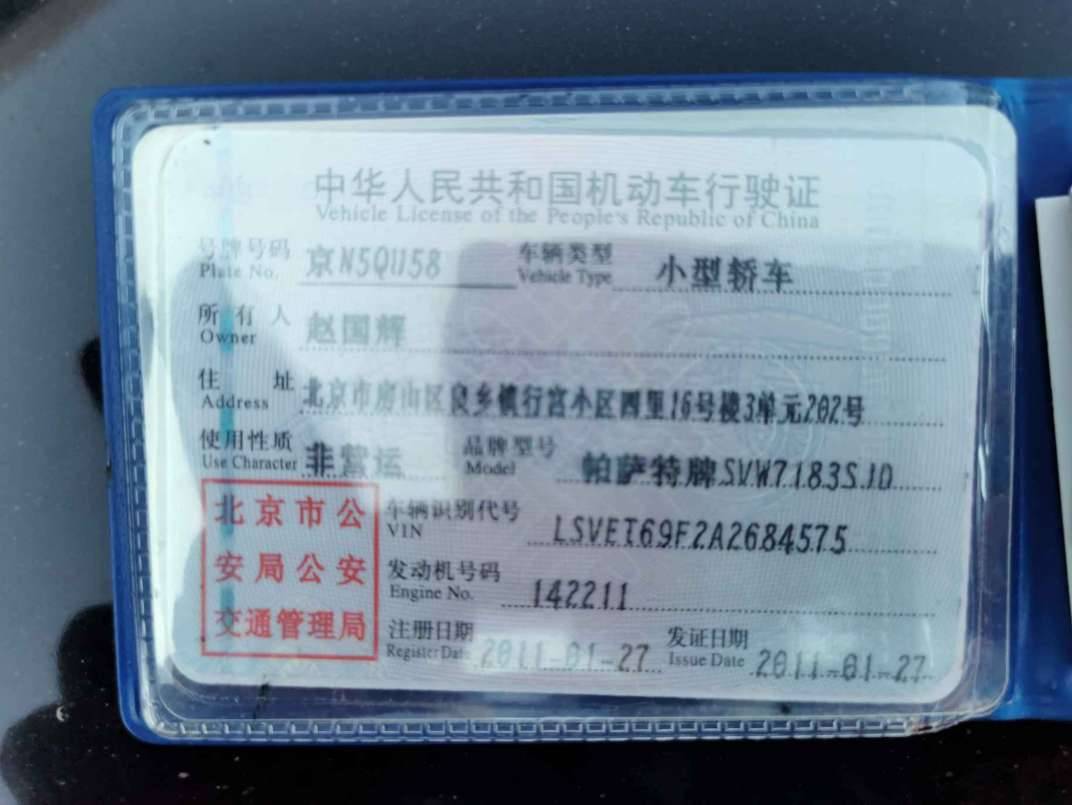 中华人民共和国机动车行驶证
Vehicle License of the People's Republic of China
号牌号码 京N5Q1158 车辆类型 小型轿车
Plate No. Vehicle Type
所有人 赵国辉
Owner
住址 北京市房山区良乡镇行宫小区四里16号楼3单元202号
Address
使用性质 非营运 品牌型号 帕萨特牌SVW7183SJD
Use Character Model
北京市公安局公安交通管理局
车辆识别代号 LSVET69F2A2684575
VIN
发动机号码 142211
Engine No.
注册日期 2011-01-27 发证日期 2011-01-27
Register Date Issue Date